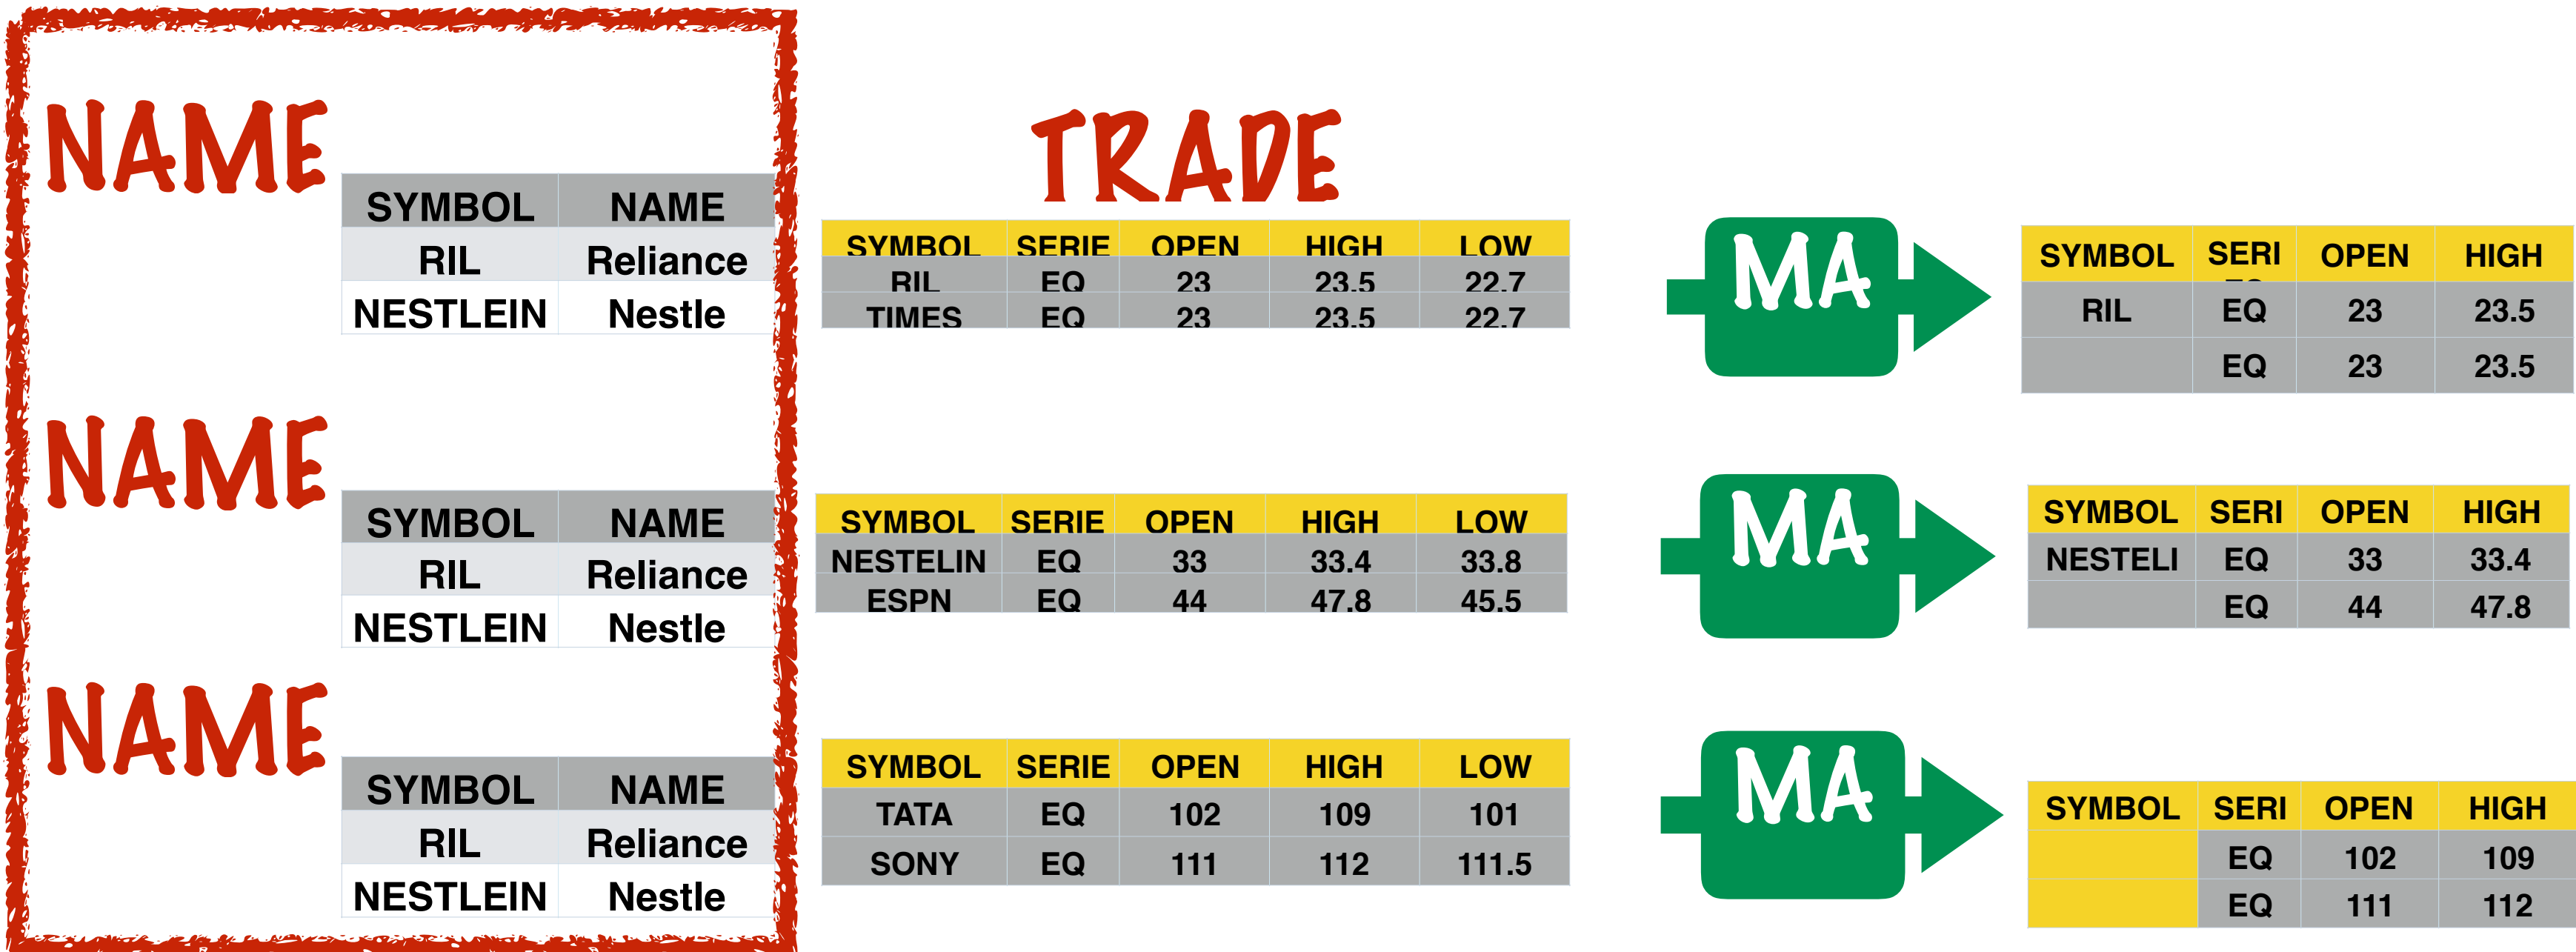 NAME
SYMBOL NAME
RIL Reliance
NESTLEIN Nestle
TRADE
SYMBOL SERIE OPEN HIGH LOW
RIL EQ 23 23.5 22.7
TIMES EQ 23 23.5 22.7
MA
SYMBOL SERI OPEN HIGH
RIL EQ 23 23.5
EQ 23 23.5
NAME
SYMBOL NAME
RIL Reliance
NESTLEIN Nestle
SYMBOL SERIE OPEN HIGH LOW
NESTELIN EQ 33 33.4 33.8
ESPN EQ 44 47.8 45.5
MA
SYMBOL SERI OPEN HIGH
NESTELI EQ 33 33.4
EQ 44 47.8
NAME
SYMBOL NAME
RIL Reliance
NESTLEIN Nestle
SYMBOL SERIE OPEN HIGH LOW
TATA EQ 102 109 101
SONY EQ 111 112 111.5
MA
SYMBOL SERI OPEN HIGH
EQ 102 109
EQ 111 112